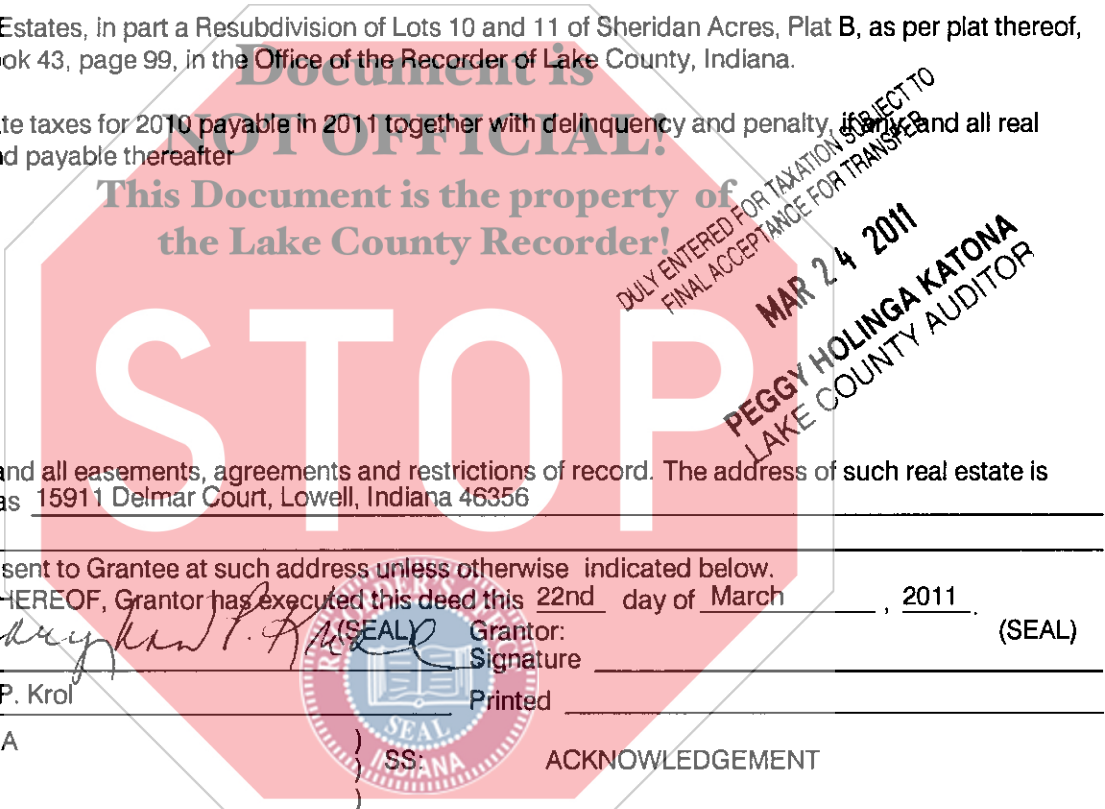 Estates, in part a Resubdivision of Lots 10 and 11 of Sheridan Acres, Plat B, as per plat thereof,
ok 43, page 99, in the Office of the Recorder of Lake County, Indiana.
Document is
te taxes for 2010 payable in 2011 together with delinquency and penalty, if any, and all real
NOT OFFICIAL!
d payable thereafter
This Document is the property of
the Lake County Recorder!
DULY ENTERED FOR TAXATION SUBJECT TO
FINAL ACCEPTANCE FOR TRANSFER
MAR 24 2011
PEGGY HOLINGA KATONA
LAKE COUNTY AUDITOR
STOP
and all easements, agreements and restrictions of record. The address of such real estate is
as 15911 Delmar Court, Lowell, Indiana 46356
sent to Grantee at such address unless otherwise indicated below.
HEREOF, Grantor has executed this deed this 22nd day of March , 2011 .
P. Krol (SEAL) Grantor: (SEAL)
Signature
P. Krol Printed
A
) SS: ACKNOWLEDGEMENT
)
)
SEAL
INDIANA